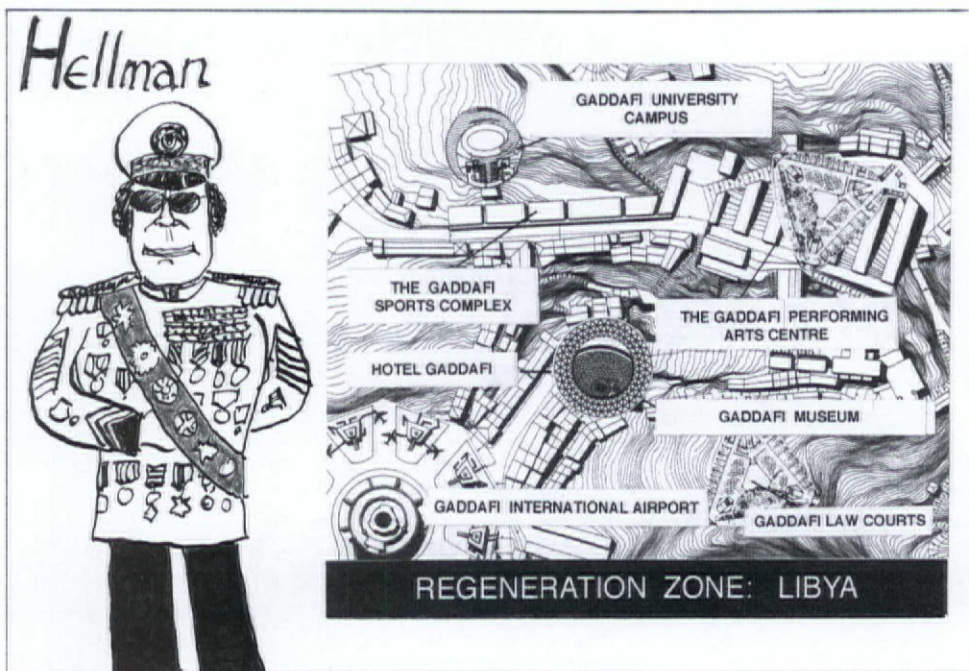 Hellman
GADDAFI UNIVERSITY
CAMPUS
THE GADDAFI
SPORTS COMPLEX
THE GADDAFI PERFORMING
ARTS CENTRE
HOTEL GADDAFI
GADDAFI MUSEUM
GADDAFI INTERNATIONAL AIRPORT
GADDAFI LAW COURTS
REGENERATION ZONE: LIBYA